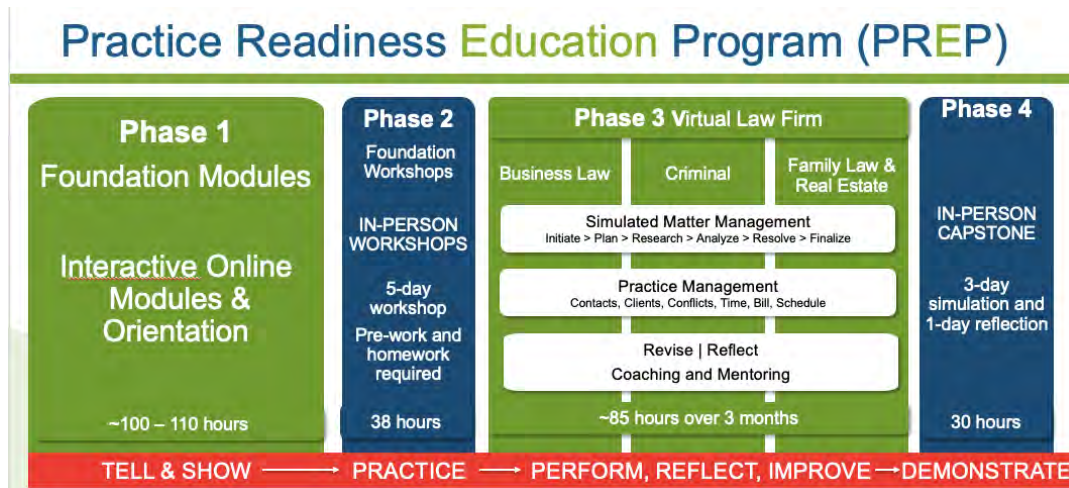 Practice Readiness Education Program (PREP)
Phase 1
Foundation Modules
Interactive Online
Modules &
Orientation
~100 – 110 hours
Phase 2
Foundation
Workshops
IN-PERSON
WORKSHOPS
5-day
workshop
Pre-work and
homework
required
38 hours
Phase 3 Virtual Law Firm
Business Law
Criminal
Family Law &
Real Estate
Simulated Matter Management
Initiate > Plan > Research > Analyze > Resolve > Finalize
Practice Management
Contacts, Clients, Conflicts, Time, Bill, Schedule
Revise | Reflect
Coaching and Mentoring
~85 hours over 3 months
Phase 4
IN-PERSON
CAPSTONE
3-day
simulation and
1-day reflection
30 hours
TELL & SHOW → PRACTICE → PERFORM, REFLECT, IMPROVE → DEMONSTRATE